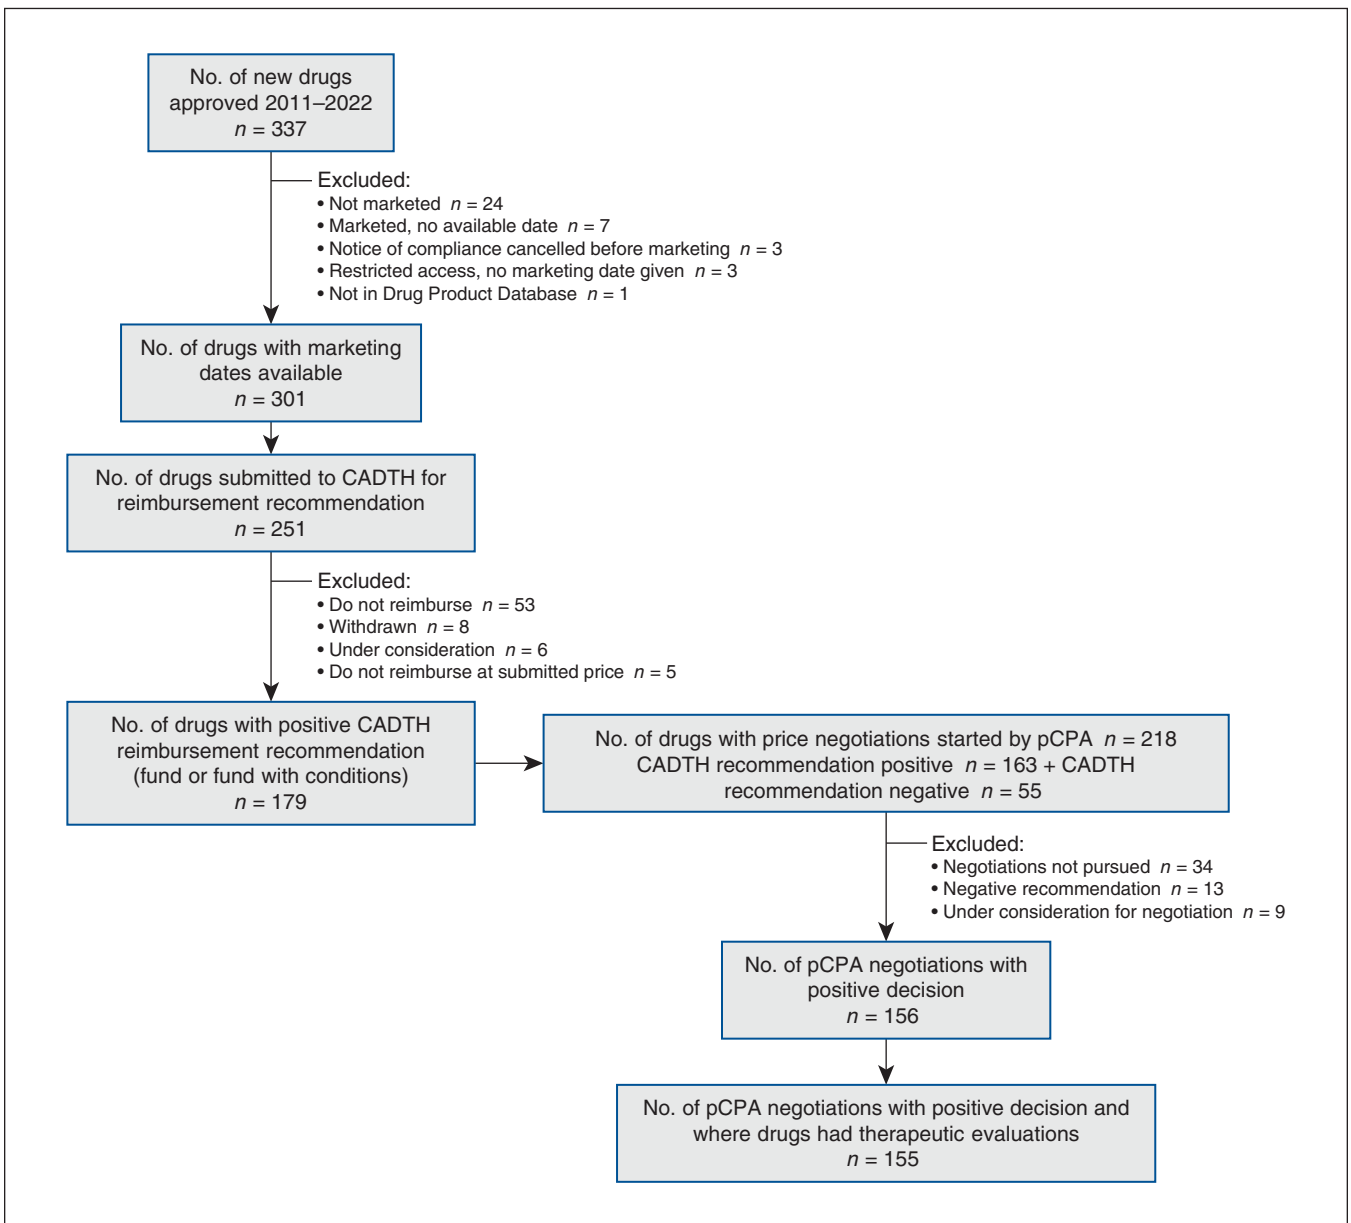 No. of new drugs
approved 2011–2022
n = 337
Excluded:
• Not marketed n = 24
• Marketed, no available date n = 7
• Notice of compliance cancelled before marketing n = 3
• Restricted access, no marketing date given n = 3
• Not in Drug Product Database n = 1
No. of drugs with marketing
dates available
n = 301
No. of drugs submitted to CADTH for
reimbursement recommendation
n = 251
Excluded:
• Do not reimburse n = 53
• Withdrawn n = 8
• Under consideration n = 6
• Do not reimburse at submitted price n = 5
No. of drugs with positive CADTH
reimbursement recommendation
(fund or fund with conditions)
n = 179
No. of drugs with price negotiations started by pCPA n = 218
CADTH recommendation positive n = 163 + CADTH
recommendation negative n = 55
Excluded:
• Negotiations not pursued n = 34
• Negative recommendation n = 13
• Under consideration for negotiation n = 9
No. of pCPA negotiations with
positive decision
n = 156
No. of pCPA negotiations with positive decision and
where drugs had therapeutic evaluations
n = 155